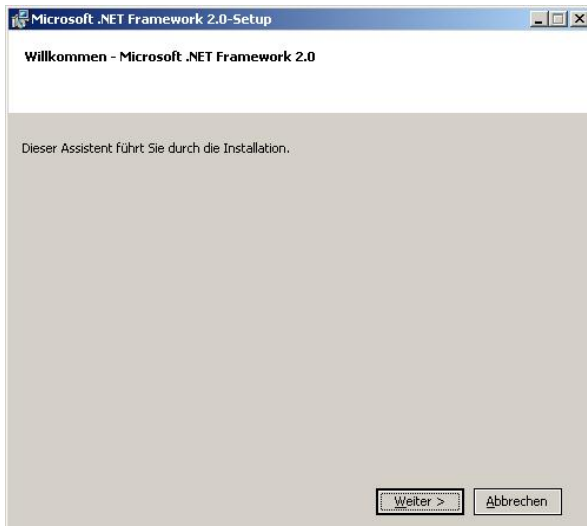 Microsoft .NET Framework 2.0-Setup
Willkommen - Microsoft .NET Framework 2.0
Dieser Assistent führt Sie durch die Installation.
Weiter > Abbrechen